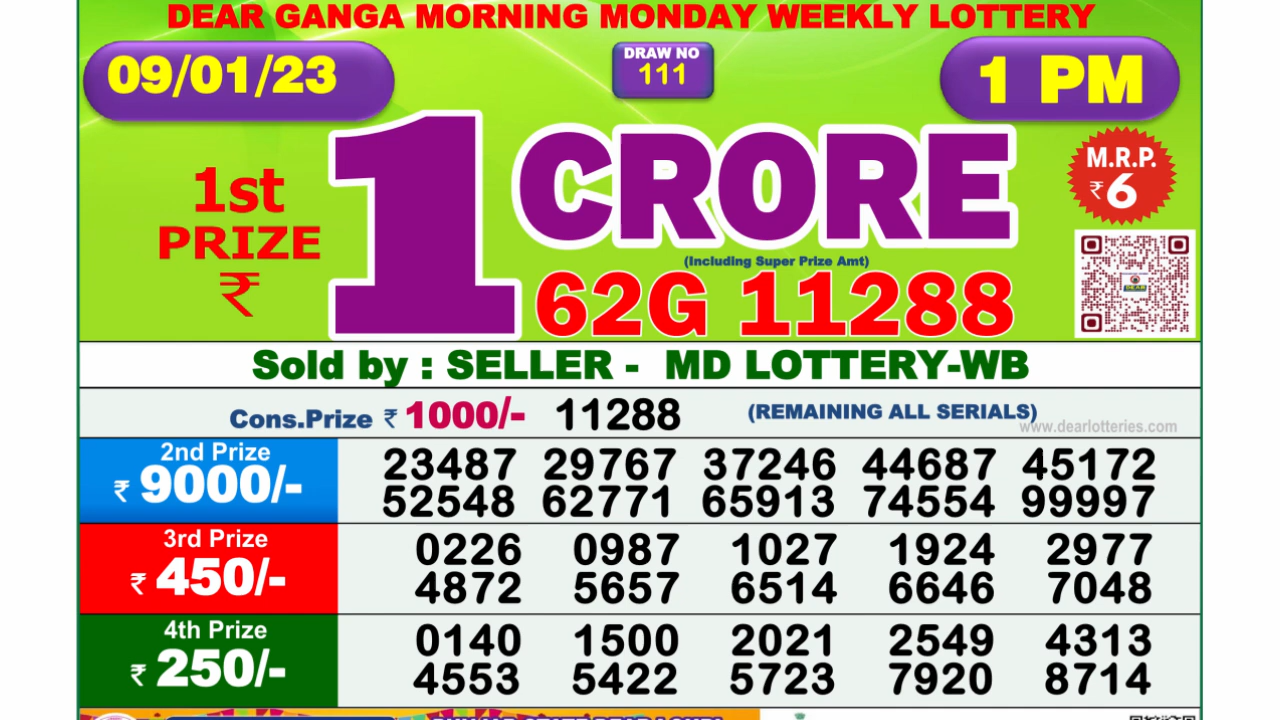 DEAR GANGA MORNING MONDAY WEEKLY LOTTERY
09/01/23
DRAW NO
111
1 PM
1st
PRIZE
₹
1 CRORE
(Including Super Prize Amt)
62G 11288
M.R.P.
₹ 6
Sold by : SELLER - MD LOTTERY-WB
Cons.Prize ₹ 1000/- 11288 (REMAINING ALL SERIALS)
www.dearlotteries.com
2nd Prize
₹ 9000/-
23487 29767 37246 44687 45172
52548 62771 65913 74554 99997
3rd Prize
₹ 450/-
0226 0987 1027 1924 2977
4872 5657 6514 6646 7048
4th Prize
₹ 250/-
0140 1500 2021 2549 4313
4553 5422 5723 7920 8714